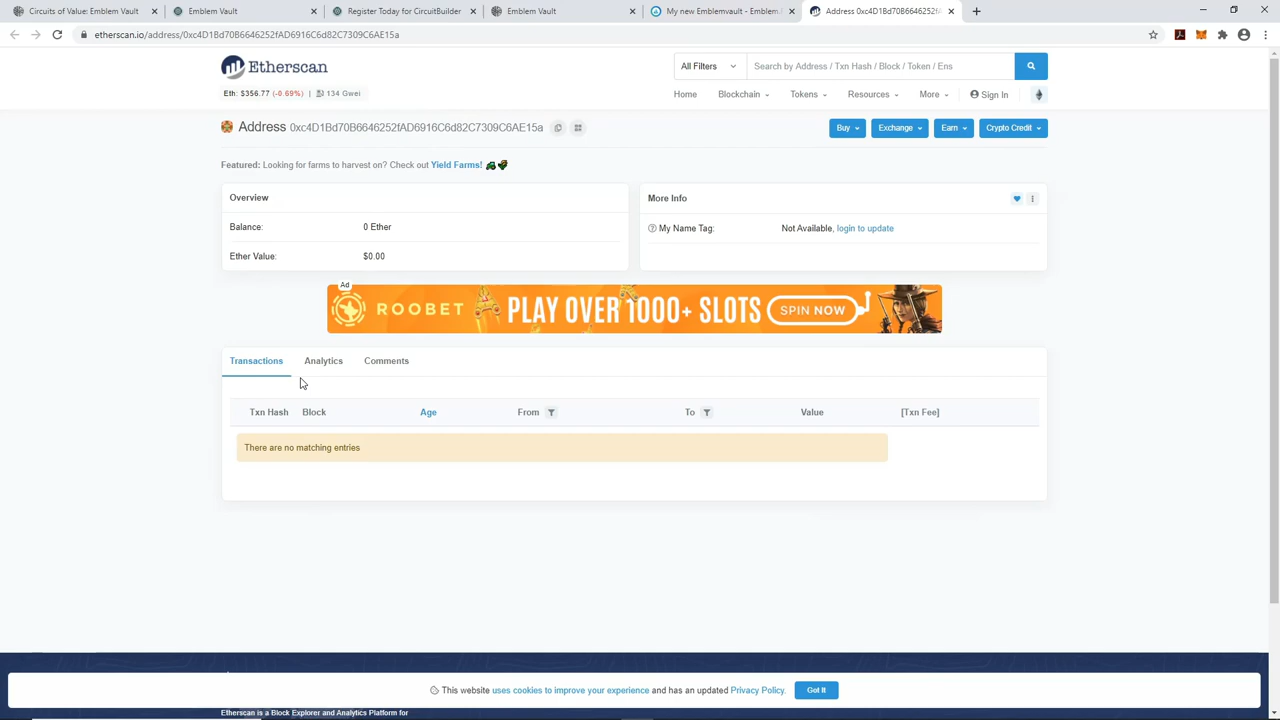 Circuits of Value: Emblem Vault
Emblem Vault
Register Today for CircuitBuilder
Emblem Vault
My new Emblemvault - Emblem.
Address 0xc4D1Bd70B6646252f
etherscan.io/address/0xc4D1Bd70B6646252fAD6916C6d82C7309C6AE15a
Etherscan
All Filters
Search by Address / Txn Hash / Block / Token / Ens
Eth: $356.77 (-0.69%) | 134 Gwei
Home Blockchain Tokens Resources More Sign In
Address 0xc4D1Bd70B6646252fAD6916C6d82C7309C6AE15a
Buy Exchange Earn Crypto Credit
Featured: Looking for farms to harvest on? Check out Yield Farms!
Overview
Balance: 0 Ether
Ether Value: $0.00
More Info
My Name Tag: Not Available, login to update
Ad
ROOBET PLAY OVER 1000+ SLOTS SPIN NOW
Transactions Analytics Comments
Txn Hash Block Age From To Value [Txn Fee]
There are no matching entries
This website uses cookies to improve your experience and has an updated Privacy Policy. Got It
Etherscan is a Block Explorer and Analytics Platform for